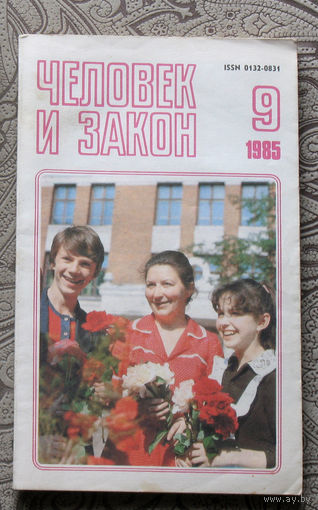 ISSN 0132-0831
ЧЕЛОВЕК
И ЗАКОН
9
1985
www.ay.by